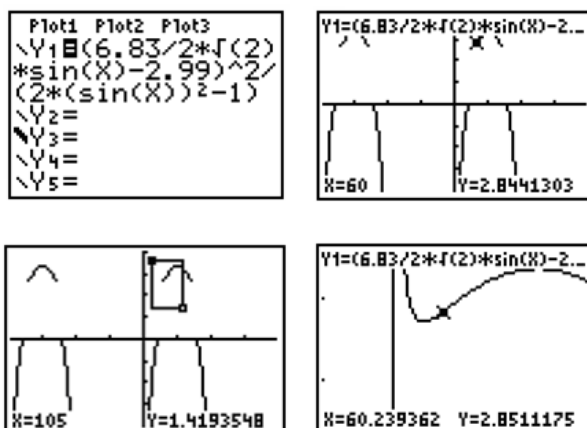 Plot1 Plot2 Plot3
\Y1=(6.83/2*√(2)
*sin(X)-2.99)^2/
(2*(sin(X))²-1)
\Y2=
\Y3=
\Y4=
\Y5=
Y1=(6.83/2*√(2)*sin(X)-2...
X=60 Y=2.8441303
X=105 Y=1.4193548
Y1=(6.83/2*√(2)*sin(X)-2...
X=60.239362 Y=2.8511175